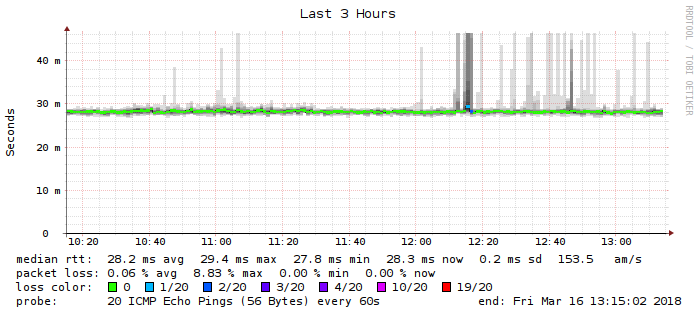 Last 3 Hours
RRDTOOL / TOBI OETIKER
Seconds
40 m
30 m
20 m
10 m
0
10:20 10:40 11:00 11:20 11:40 12:00 12:20 12:40 13:00
median rtt: 28.2 ms avg 29.4 ms max 27.8 ms min 28.3 ms now 0.2 ms sd 153.5 am/s
packet loss: 0.06 % avg 8.83 % max 0.00 % min 0.00 % now
loss color: 0 1/20 2/20 3/20 4/20 10/20 19/20
probe: 20 ICMP Echo Pings (56 Bytes) every 60s end: Fri Mar 16 13:15:02 2018